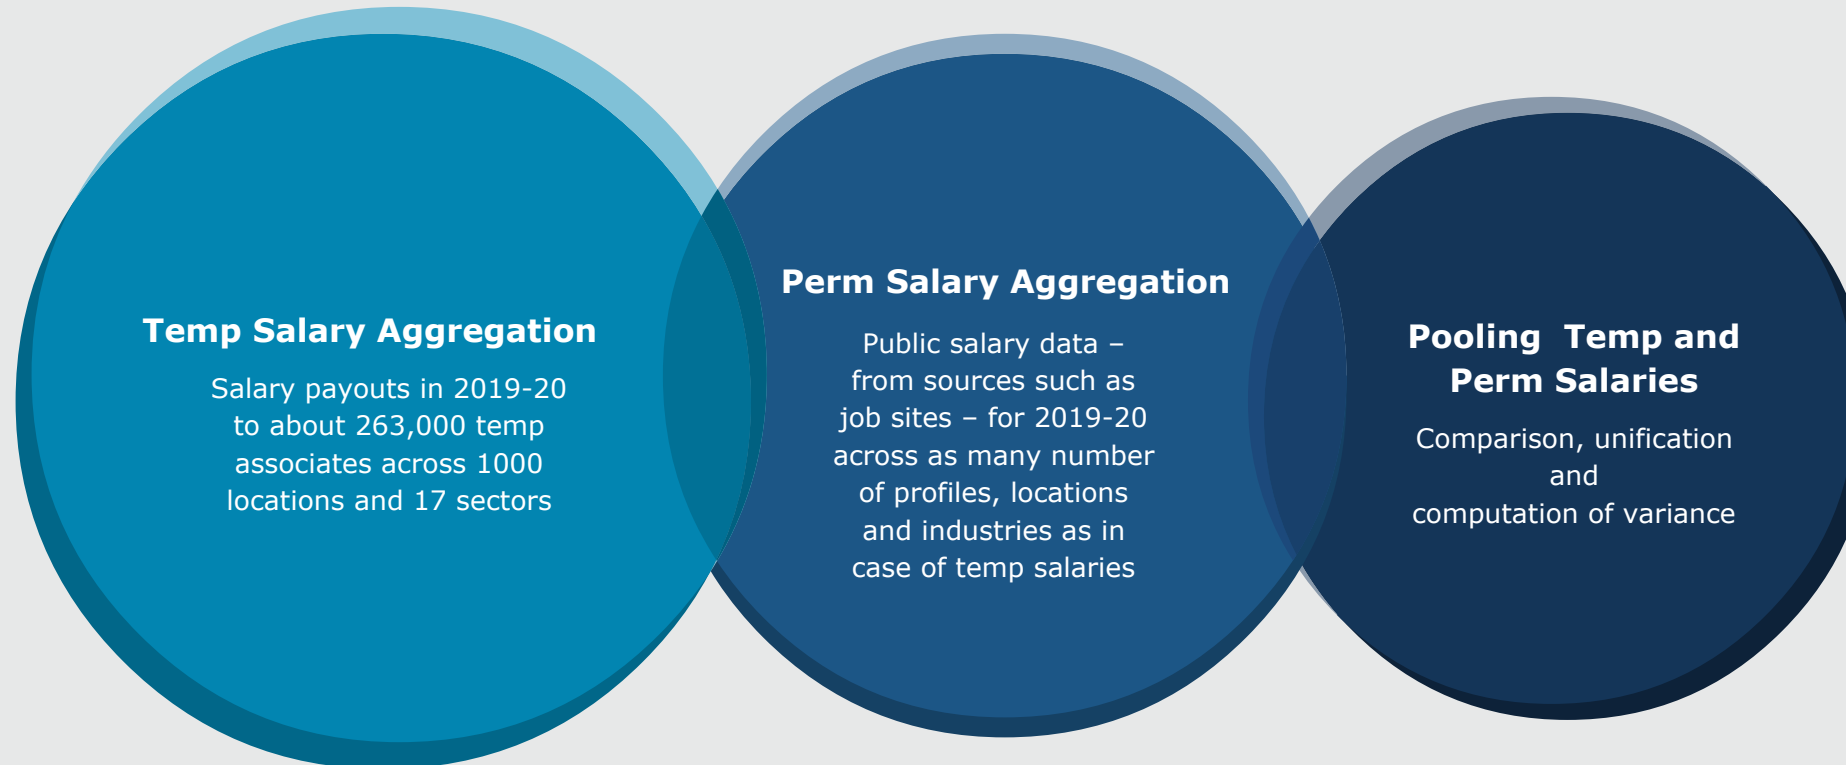 Temp Salary Aggregation
Salary payouts in 2019-20
to about 263,000 temp
associates across 1000
locations and 17 sectors
Perm Salary Aggregation
Public salary data –
from sources such as
job sites – for 2019-20
across as many number
of profiles, locations
and industries as in
case of temp salaries
Pooling  Temp and
Perm Salaries
Comparison, unification
and
computation of variance